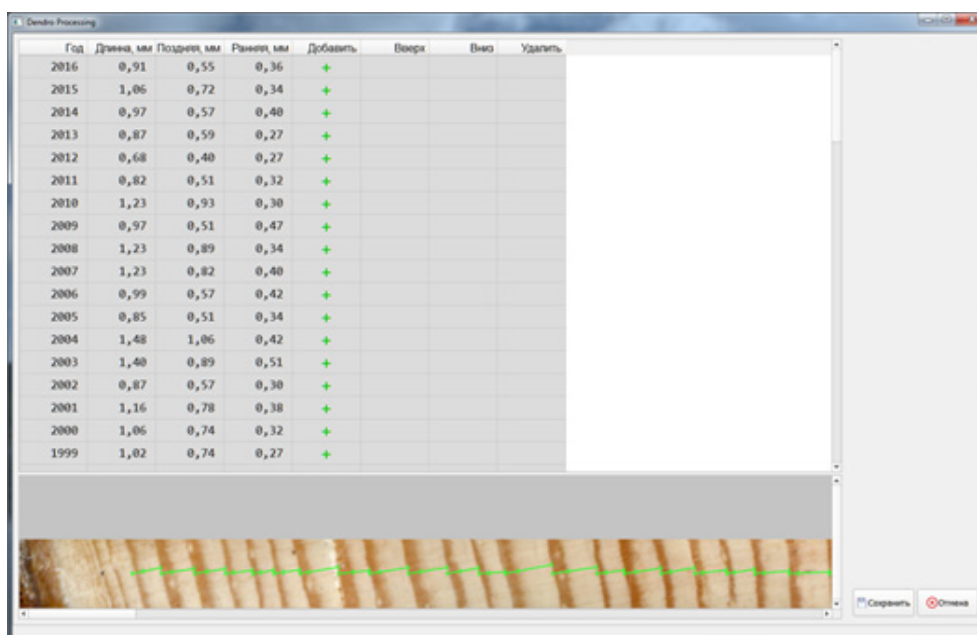 Dendro Processing
Год Длинна, мм Поздняя, мм Ранняя, мм Добавить Вверх Вниз Удалить
2016 0,91 0,55 0,36 +
2015 1,06 0,72 0,34 +
2014 0,97 0,57 0,40 +
2013 0,87 0,59 0,27 +
2012 0,68 0,40 0,27 +
2011 0,82 0,51 0,32 +
2010 1,23 0,93 0,30 +
2009 0,97 0,51 0,47 +
2008 1,23 0,89 0,34 +
2007 1,23 0,82 0,40 +
2006 0,99 0,57 0,42 +
2005 0,85 0,51 0,34 +
2004 1,48 1,06 0,42 +
2003 1,40 0,89 0,51 +
2002 0,87 0,57 0,30 +
2001 1,16 0,78 0,38 +
2000 1,06 0,74 0,32 +
1999 1,02 0,74 0,27 +
Сохранить Отмена